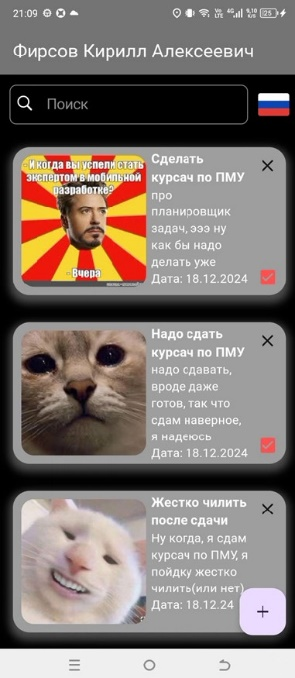 21:09
Фирсов Кирилл Алексеевич
Поиск
- И когда вы успели стать
экспертом в мобильной
разработке?
- Вчера
Сделать
курсач по ПМУ
про
планировщик
задач, эээ ну
как бы надо
делать уже
Дата: 18.12.2024
Надо сдать
курсач по ПМУ
надо сдавать,
вроде даже
готов, так что
сдам наверное,
я надеюсь
Дата: 18.12.2024
Жестко чилить
после сдачи
Ну когда, я сдам
курсач по ПМУ, я
пойдку жестко
чилить(или нет)
Дата: 18.12.24
+